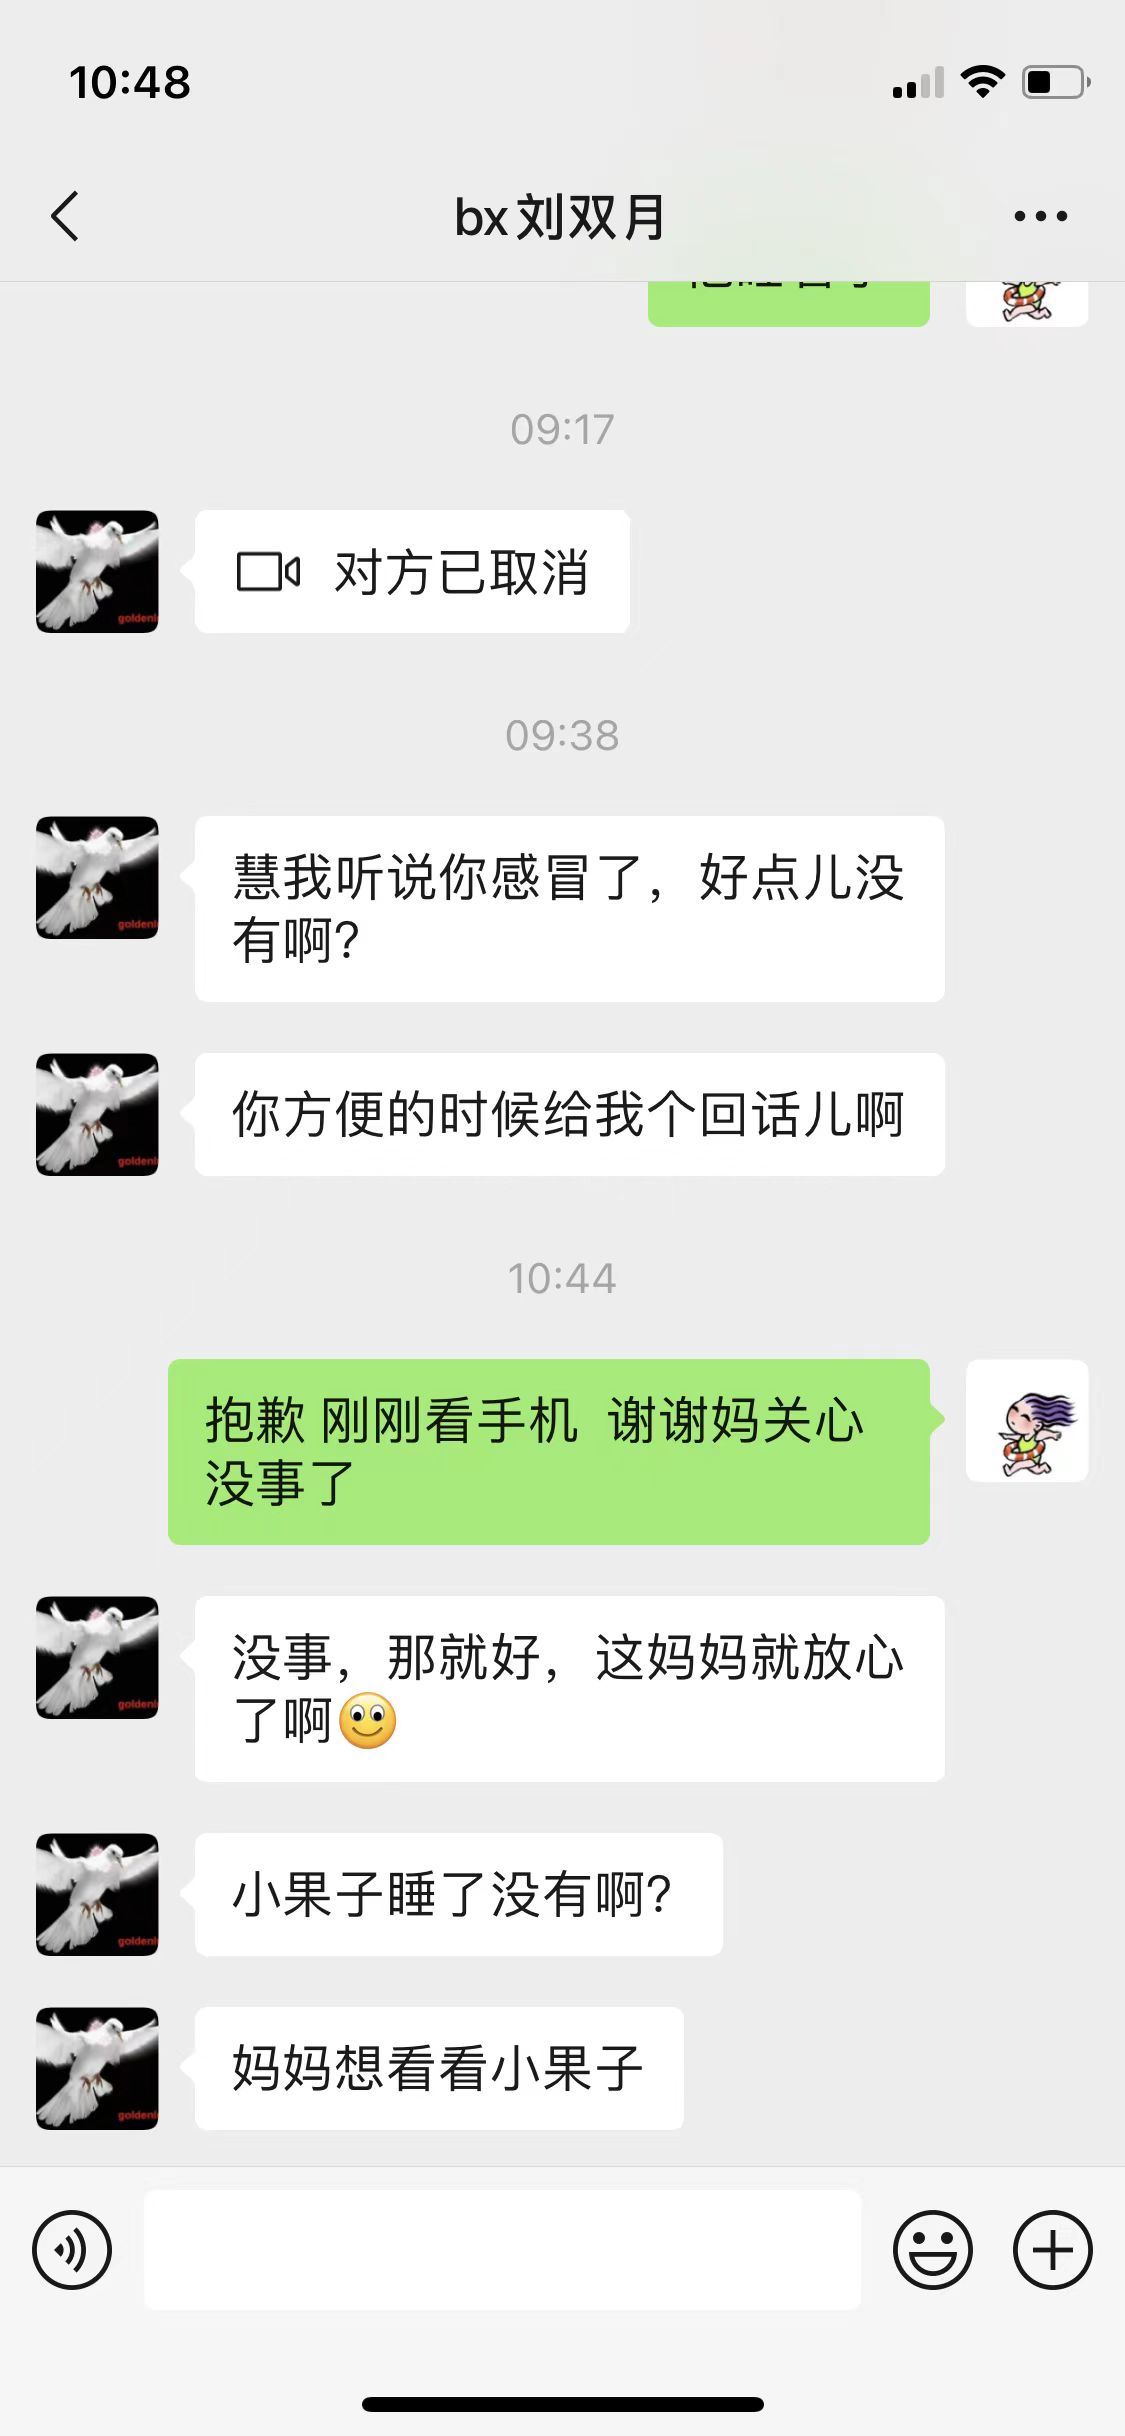 10:48
bx刘双月
09:17
对方已取消
09:38
慧我听说你感冒了，好点儿没
有啊?
你方便的时候给我个回话儿啊
10:44
抱歉 刚刚看手机  谢谢妈关心
没事了
没事，那就好，这妈妈就放心
了啊🙂
小果子睡了没有啊?
妈妈想看看小果子